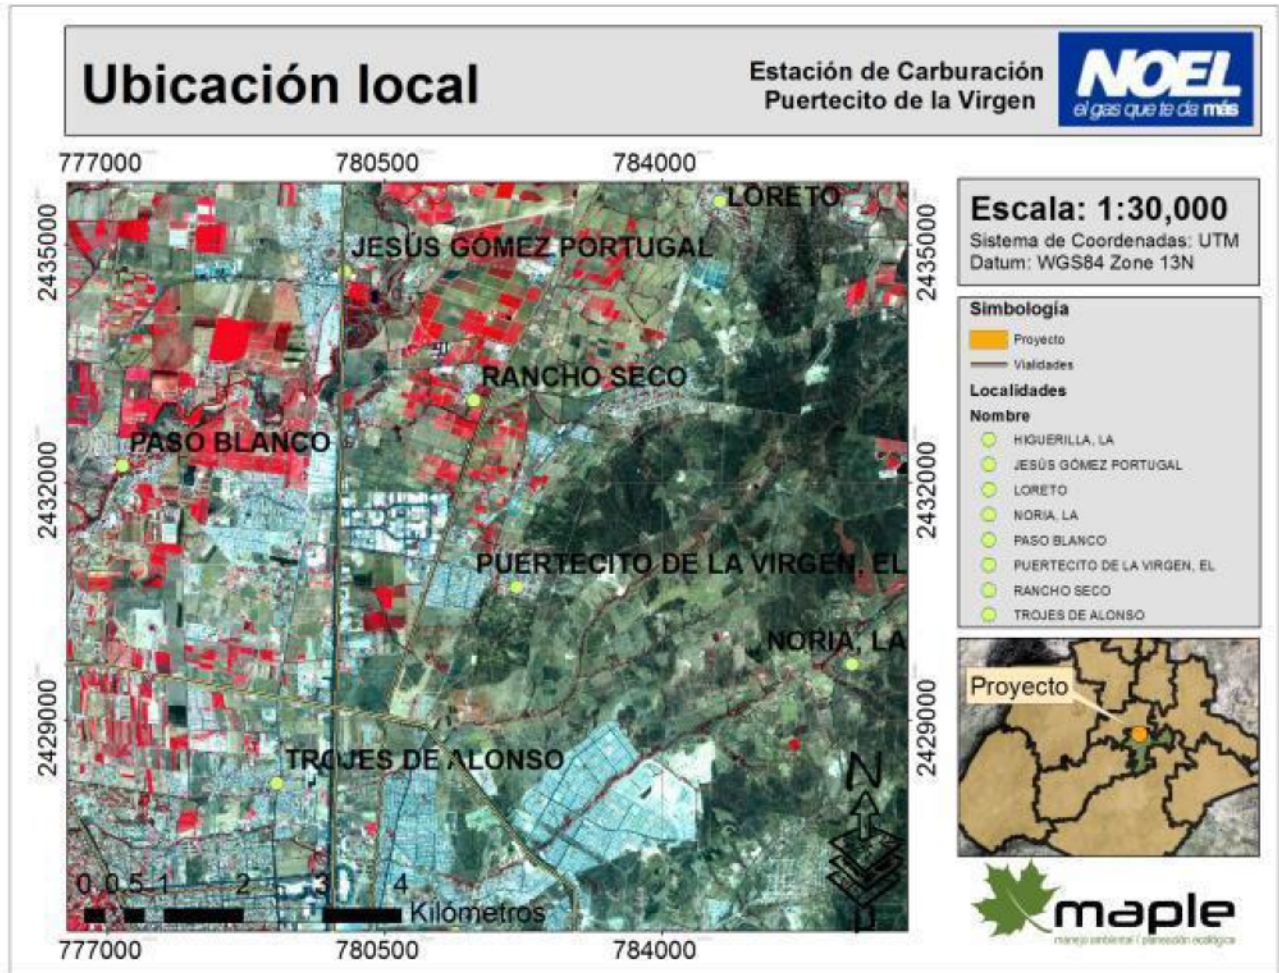 Ubicación local
Estación de Carburación
Puertecito de la Virgen
NOEL
el gas que te da más
777000
780500
784000
LORETO
JESÚS GÓMEZ PORTUGAL
RANCHO SECO
PASO BLANCO
PUERTECITO DE LA VIRGEN, EL
NORIA, LA
TROJES DE ALONSO
2435000
2432000
2429000
2435000
2432000
2429000
N
0 0.5 1 2 3 4
Kilómetros
777000
780500
784000
Escala: 1:30,000
Sistema de Coordenadas: UTM
Datum: WGS84 Zone 13N
Simbología
Proyecto
Vialidades
Localidades
Nombre
HIGUERILLA, LA
JESÚS GÓMEZ PORTUGAL
LORETO
NORIA, LA
PASO BLANCO
PUERTECITO DE LA VIRGEN, EL
RANCHO SECO
TROJES DE ALONSO
Proyecto
maple
manejo ambiental / planeación ecológica